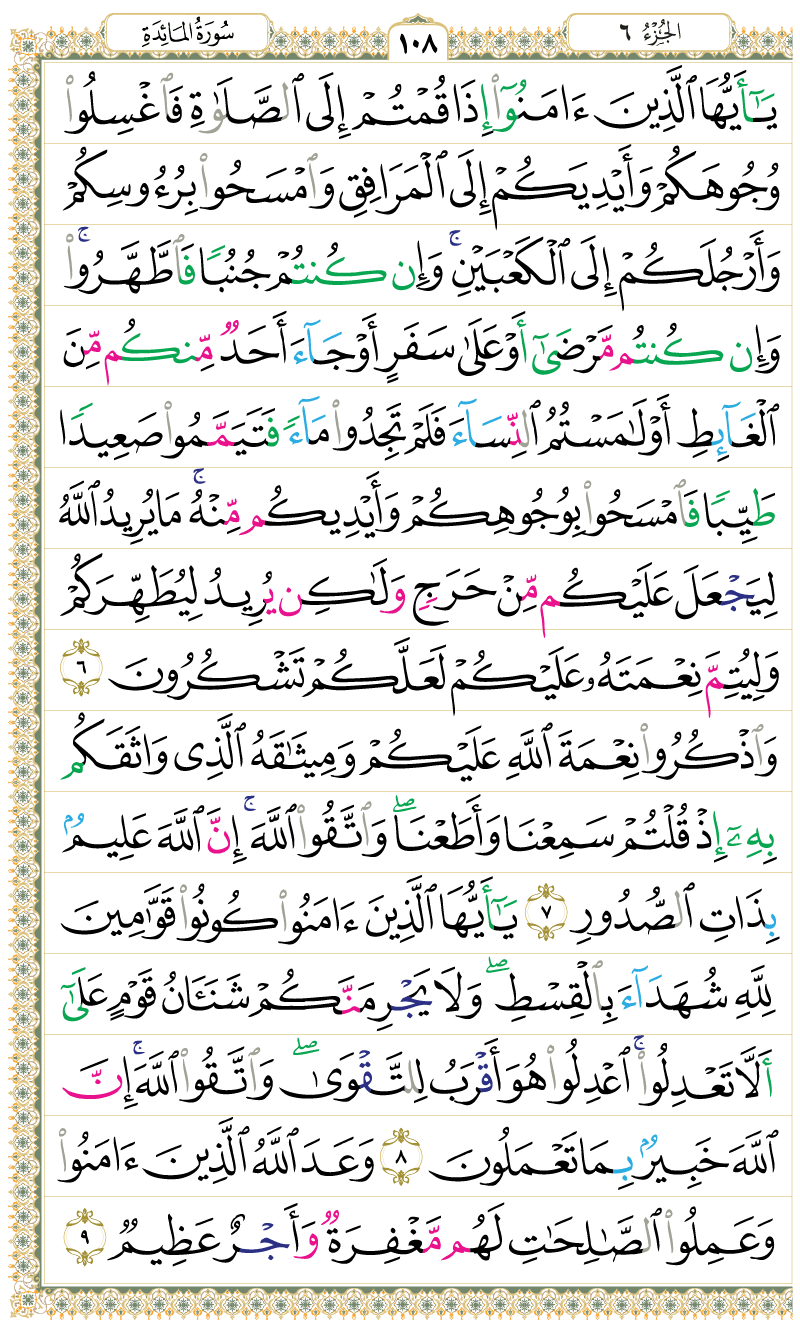 الجُزْءُ ٦
١٠٨
سُورَةُ المَائِدَةِ
يَـٰٓأَيُّهَا ٱلَّذِينَ ءَامَنُوٓا۟ إِذَا قُمْتُمْ إِلَى ٱلصَّلَوٰةِ فَٱغْسِلُوا۟
وُجُوهَكُمْ وَأَيْدِيَكُمْ إِلَى ٱلْمَرَافِقِ وَٱمْسَحُوا۟ بِرُءُوسِكُمْ
وَأَرْجُلَكُمْ إِلَى ٱلْكَعْبَيْنِ ۚ وَإِن كُنتُمْ جُنُبًا فَٱطَّهَّرُوا۟ ۚ
وَإِن كُنتُم مَّرْضَىٰٓ أَوْ عَلَىٰ سَفَرٍ أَوْ جَآءَ أَحَدٌ مِّنكُم مِّنَ
ٱلْغَآئِطِ أَوْ لَـٰمَسْتُمُ ٱلنِّسَآءَ فَلَمْ تَجِدُوا۟ مَآءً فَتَيَمَّمُوا۟ صَعِيدًا
طَيِّبًا فَٱمْسَحُوا۟ بِوُجُوهِكُمْ وَأَيْدِيكُم مِّنْهُ ۚ مَا يُرِيدُ ٱللَّهُ
لِيَجْعَلَ عَلَيْكُم مِّنْ حَرَجٍ وَلَـٰكِن يُرِيدُ لِيُطَهِّرَكُمْ
وَلِيُتِمَّ نِعْمَتَهُۥ عَلَيْكُمْ لَعَلَّكُمْ تَشْكُرُونَ ٦
وَٱذْكُرُوا۟ نِعْمَةَ ٱللَّهِ عَلَيْكُمْ وَمِيثَـٰقَهُ ٱلَّذِى وَاثَقَكُم
بِهِۦٓ إِذْ قُلْتُمْ سَمِعْنَا وَأَطَعْنَا ۖ وَٱتَّقُوا۟ ٱللَّهَ ۚ إِنَّ ٱللَّهَ عَلِيمٌۢ
بِذَاتِ ٱلصُّدُورِ ٧ يَـٰٓأَيُّهَا ٱلَّذِينَ ءَامَنُوا۟ كُونُوا۟ قَوَّٰمِينَ
لِلَّهِ شُهَدَآءَ بِٱلْقِسْطِ ۖ وَلَا يَجْرِمَنَّكُمْ شَنَـَٔانُ قَوْمٍ عَلَىٰٓ
أَلَّا تَعْدِلُوا۟ ۚ ٱعْدِلُوا۟ هُوَ أَقْرَبُ لِلتَّقْوَىٰ ۖ وَٱتَّقُوا۟ ٱللَّهَ ۚ إِنَّ
ٱللَّهَ خَبِيرٌۢ بِمَا تَعْمَلُونَ ٨ وَعَدَ ٱللَّهُ ٱلَّذِينَ ءَامَنُوا۟
وَعَمِلُوا۟ ٱلصَّـٰلِحَـٰتِ لَهُم مَّغْفِرَةٌ وَأَجْرٌ عَظِيمٌ ٩